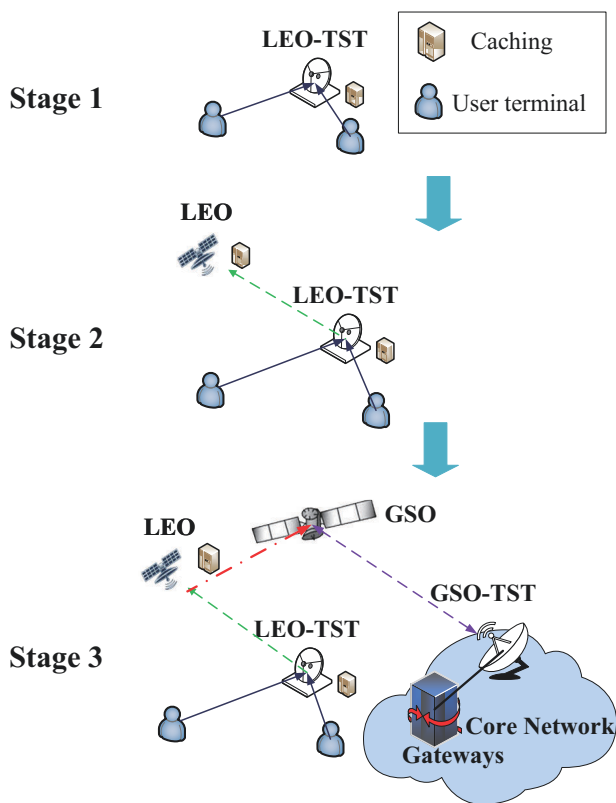 LEO-TST
Caching
Stage 1
User terminal
LEO
LEO-TST
Stage 2
GSO
LEO
GSO-TST
LEO-TST
Stage 3
Core Network
Gateways